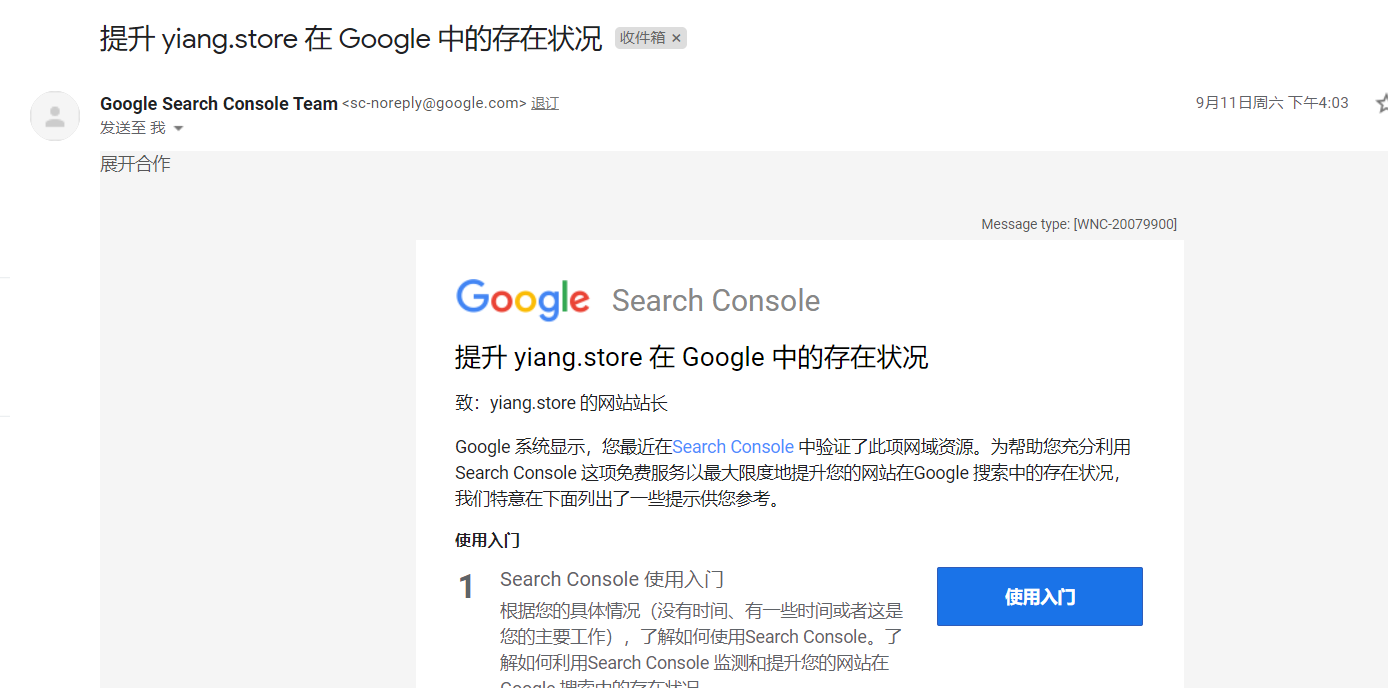 提升 yiang.store 在 Google 中的存在状况 收件箱 ×
Google Search Console Team <sc-noreply@google.com> 退订 9月11日周六 下午4:03
发送至 我
展开合作
Message type: [WNC-20079900]
Google Search Console
提升 yiang.store 在 Google 中的存在状况
致：yiang.store 的网站站长
Google 系统显示，您最近在Search Console 中验证了此项网域资源。为帮助您充分利用
Search Console 这项免费服务以最大限度地提升您的网站在Google 搜索中的存在状况，
我们特意在下面列出了一些提示供您参考。
使用入门
1 Search Console 使用入门
使用入门
根据您的具体情况（没有时间、有一些时间或者这是
您的主要工作），了解如何使用Search Console。了
解如何利用Search Console 监测和提升您的网站在
Google 搜索中的存在状况